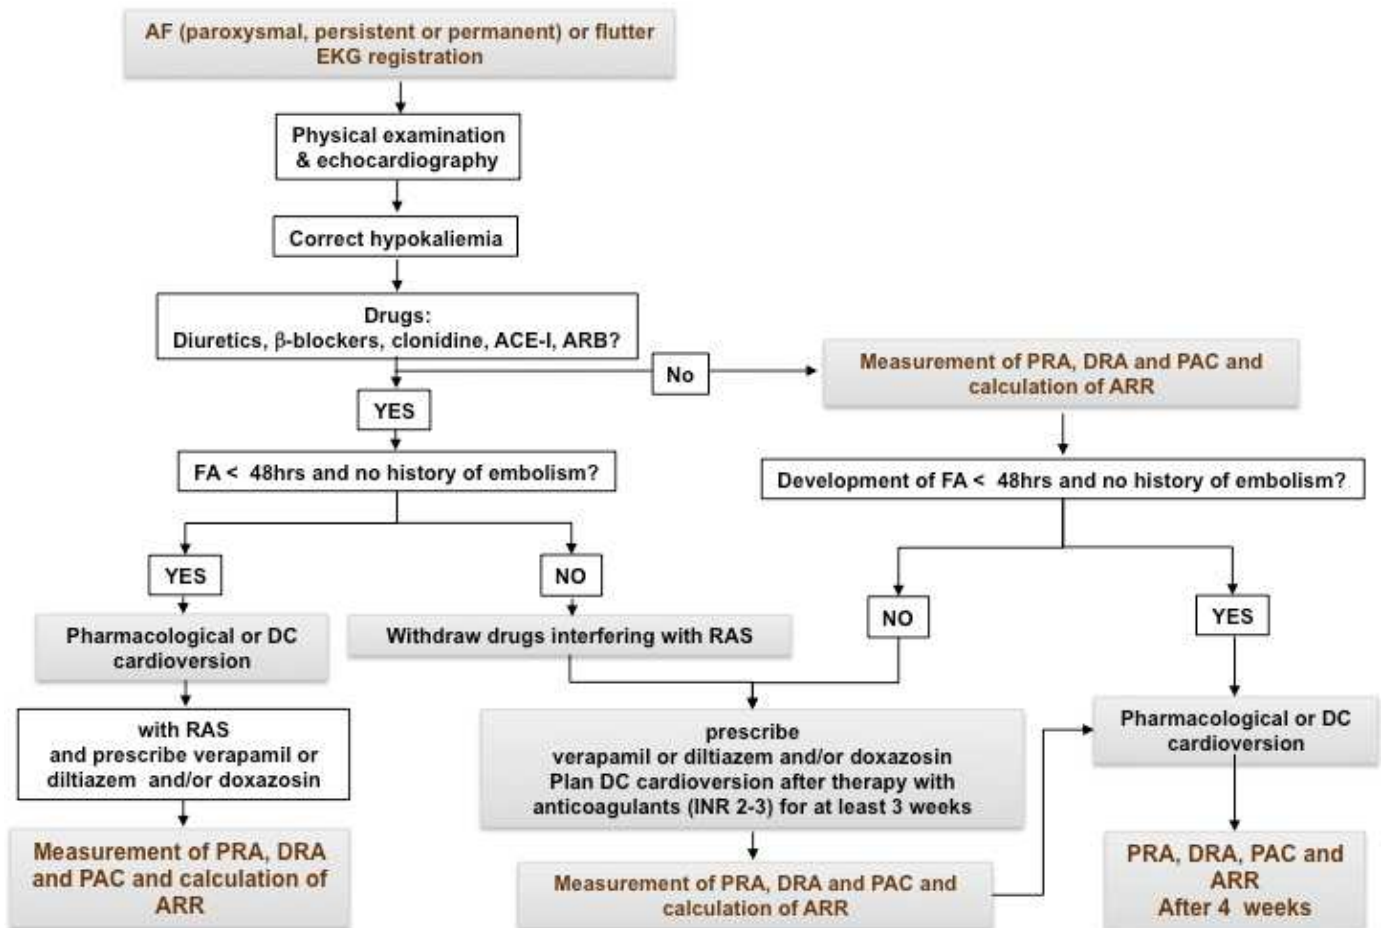 AF (paroxysmal, persistent or permanent) or flutter
EKG registration
Physical examination
& echocardiography
Correct hypokaliemia
Drugs:
Diuretics, β-blockers, clonidine, ACE-I, ARB?
No
Measurement of PRA, DRA and PAC and
calculation of ARR
YES
FA < 48hrs and no history of embolism?
Development of FA < 48hrs and no history of embolism?
YES
NO
NO
YES
Pharmacological or DC
cardioversion
Withdraw drugs interfering with RAS
with RAS
and prescribe verapamil or
diltiazem and/or doxazosin
prescribe
verapamil or diltiazem and/or doxazosin
Plan DC cardioversion after therapy with
anticoagulants (INR 2-3) for at least 3 weeks
Pharmacological or DC
cardioversion
Measurement of PRA, DRA
and PAC and calculation of
ARR
Measurement of PRA, DRA and PAC and
calculation of ARR
PRA, DRA, PAC and
ARR
After 4 weeks